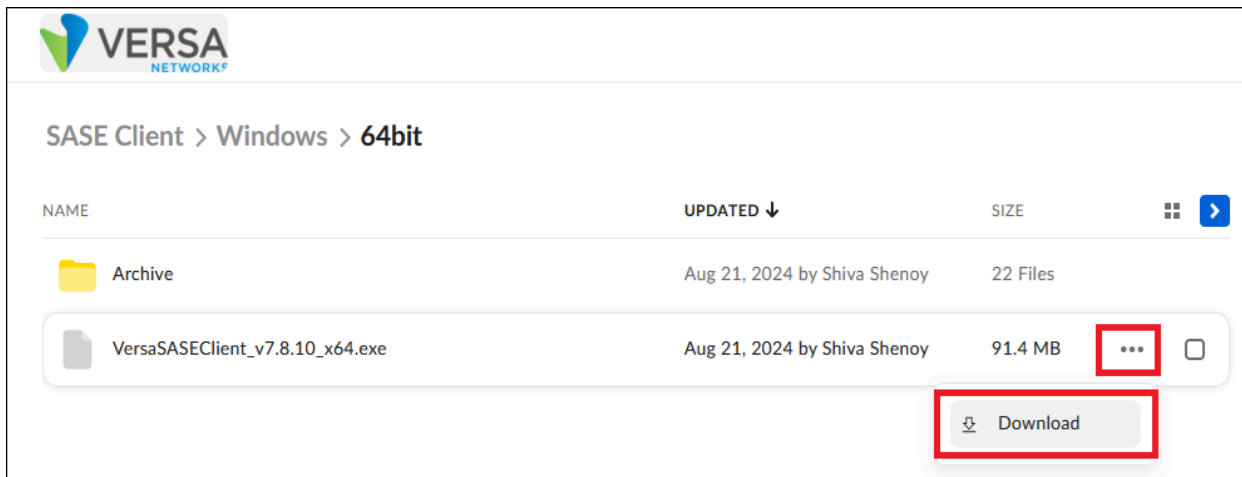 VERSA
NETWORKS
SASE Client > Windows > 64bit
NAME UPDATED ↓ SIZE
Archive Aug 21, 2024 by Shiva Shenoy 22 Files
VersaSASEClient_v7.8.10_x64.exe Aug 21, 2024 by Shiva Shenoy 91.4 MB
Download